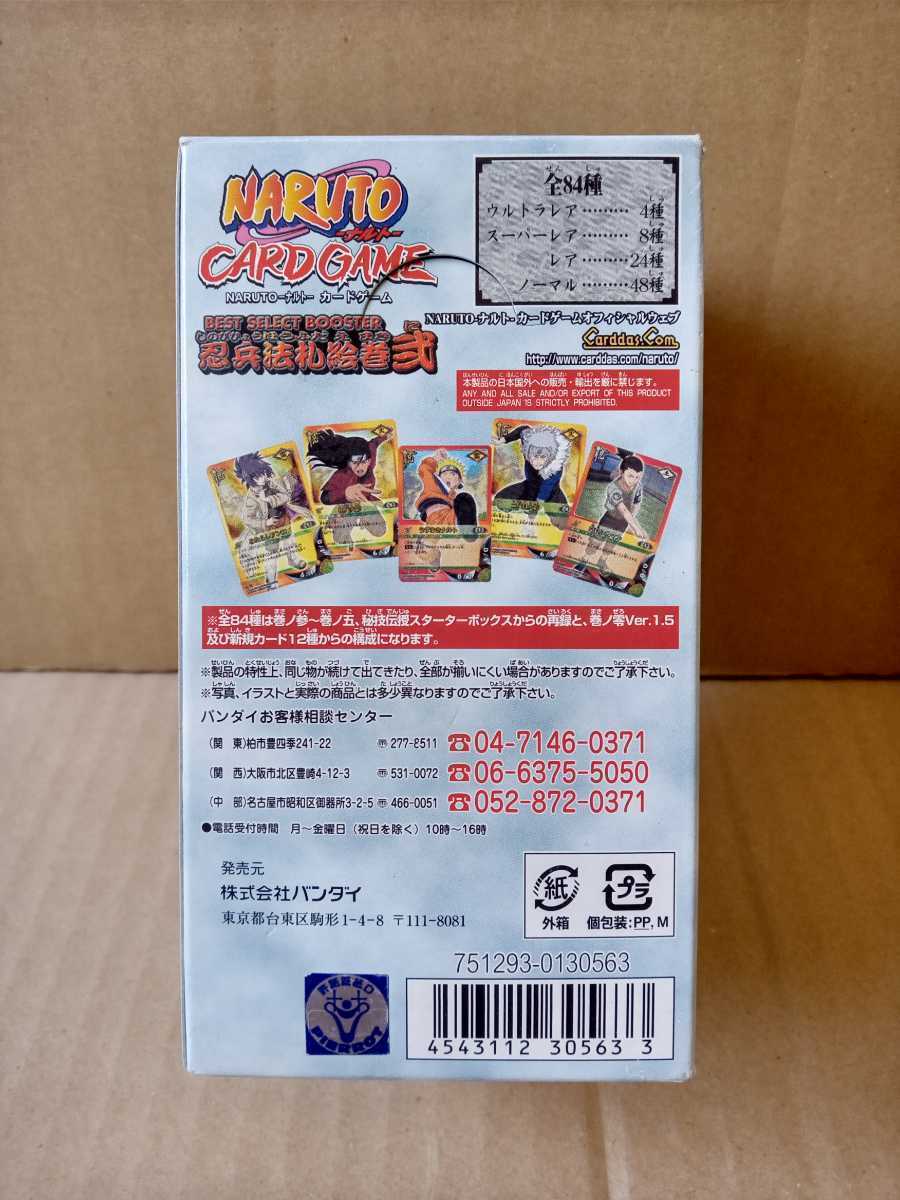 NARUTO
-ナルト-
CARD GAME
NARUTO-ナルト- カードゲーム
BEST SELECT BOOSTER
忍兵法札絵巻 弐
全84種
ウルトラレア……… 4種
スーパーレア……… 8種
レア………24種
ノーマル………48種
NARUTO-ナルト-カードゲームオフィシャルウェブ
Carddas.Com
http://www.carddas.com/naruto/
本製品の日本国外への販売・輸出を厳に禁じます。
ANY AND ALL SALE AND/OR EXPORT OF THIS PRODUCT
OUTSIDE JAPAN IS STRICTLY PROHIBITED.
うずまきナルト
※全84種は巻ノ参〜巻ノ五、秘技伝授スターターボックスからの再録と、巻ノ零Ver.1.5
及び新規カード12種からの構成になります。
※製品の特性上、同じ物が続けて出てきたり、全部が揃いにくい場合がありますのでご了承下さい。
※写真、イラストと実際の商品とは多少異なりますのでご了承下さい。
バンダイお客様相談センター
(関 東)柏市豊四季241-22 〠 277-8511 ☎04-7146-0371
(関 西)大阪市北区豊崎4-12-3 〠 531-0072 ☎06-6375-5050
(中 部)名古屋市昭和区御器所3-2-5 〠 466-0051 ☎052-872-0371
●電話受付時間 月〜金曜日（祝日を除く）10時〜16時
発売元
株式会社バンダイ
東京都台東区駒形1-4-8 〒111-8081
紙
外箱
プラ
個包装:PP, M
751293-0130563
許諾証紙D
PIERROT
4543112 305633